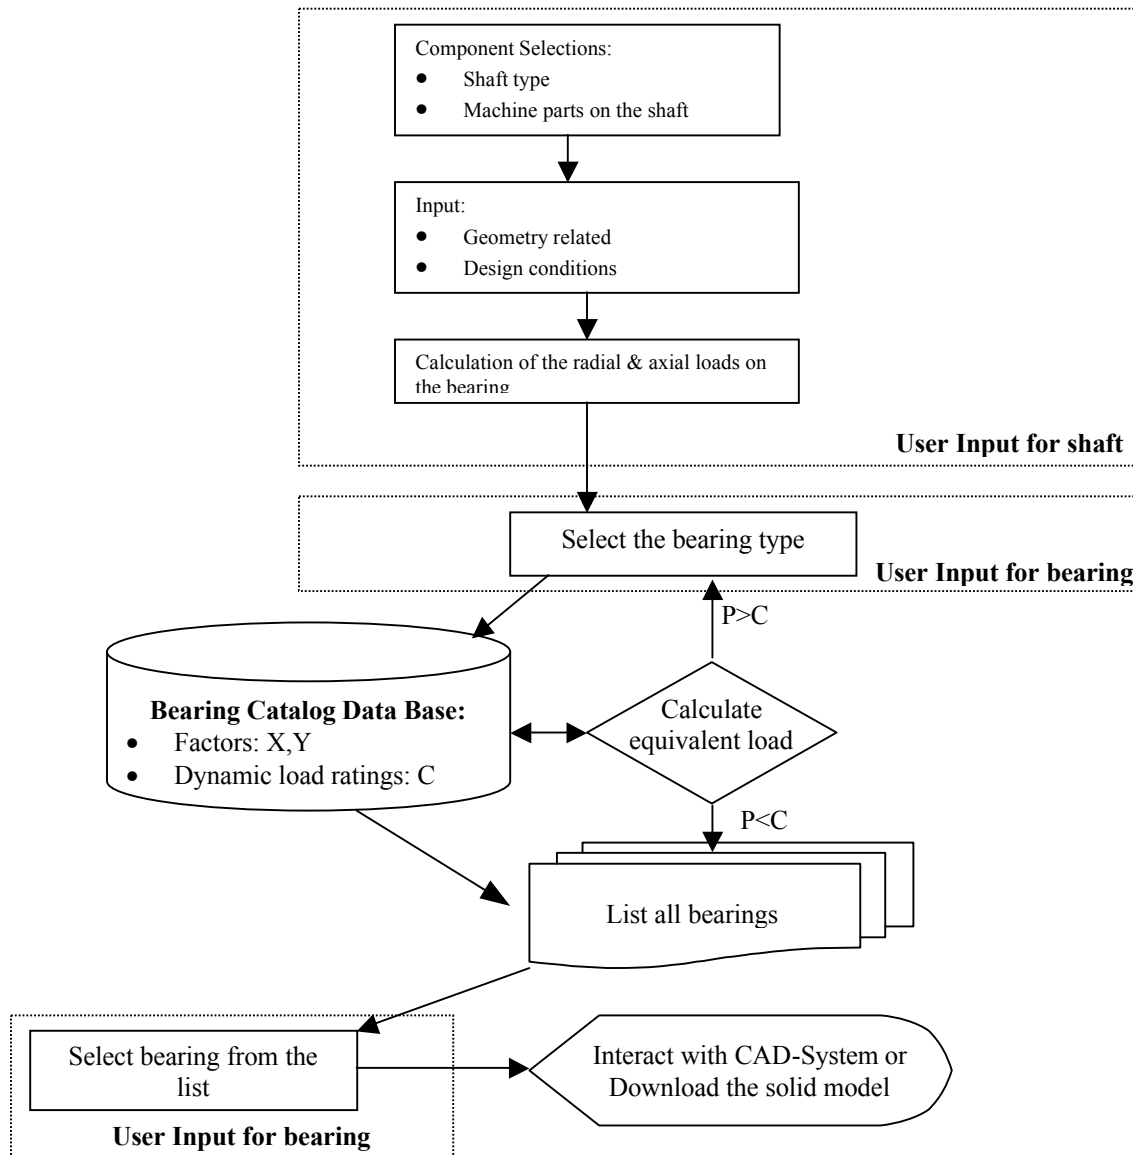 Component Selections:
● Shaft type
● Machine parts on the shaft
Input:
● Geometry related
● Design conditions
Calculation of the radial & axial loads on
the bearing
User Input for shaft
Select the bearing type
User Input for bearing
P>C
Bearing Catalog Data Base:
● Factors: X,Y
● Dynamic load ratings: C
Calculate
equivalent load
P<C
List all bearings
Select bearing from the
list
User Input for bearing
Interact with CAD-System or
Download the solid model